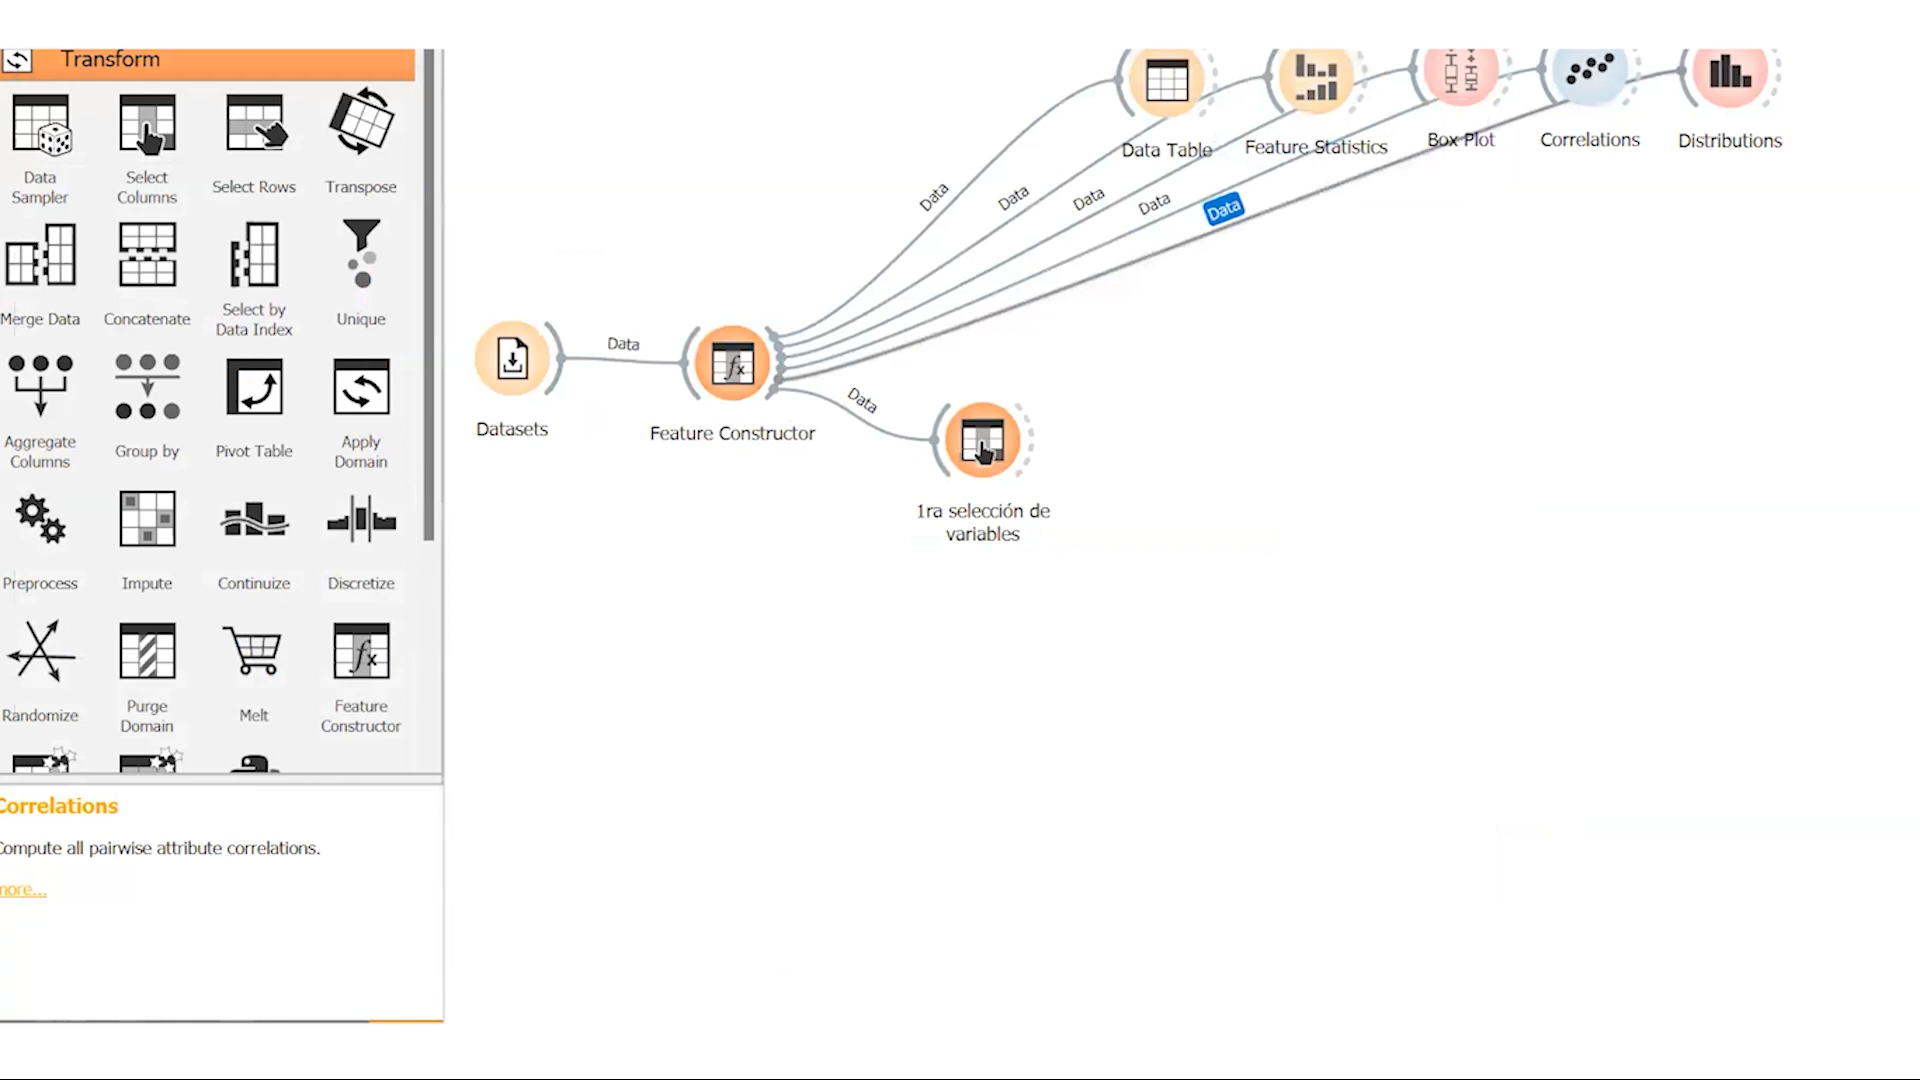 Transform
Data
Sampler
Select
Columns
Select Rows
Transpose
Merge Data
Concatenate
Select by
Data Index
Unique
Aggregate
Columns
Group by
Pivot Table
Apply
Domain
Preprocess
Impute
Continuize
Discretize
Randomize
Purge
Domain
Melt
Feature
Constructor
Correlations
Compute all pairwise attribute correlations.
more...
Data Table
Feature Statistics
Box Plot
Correlations
Distributions
Data
Data
Data
Data
Data
Data
Data
Datasets
Feature Constructor
1ra selección de
variables